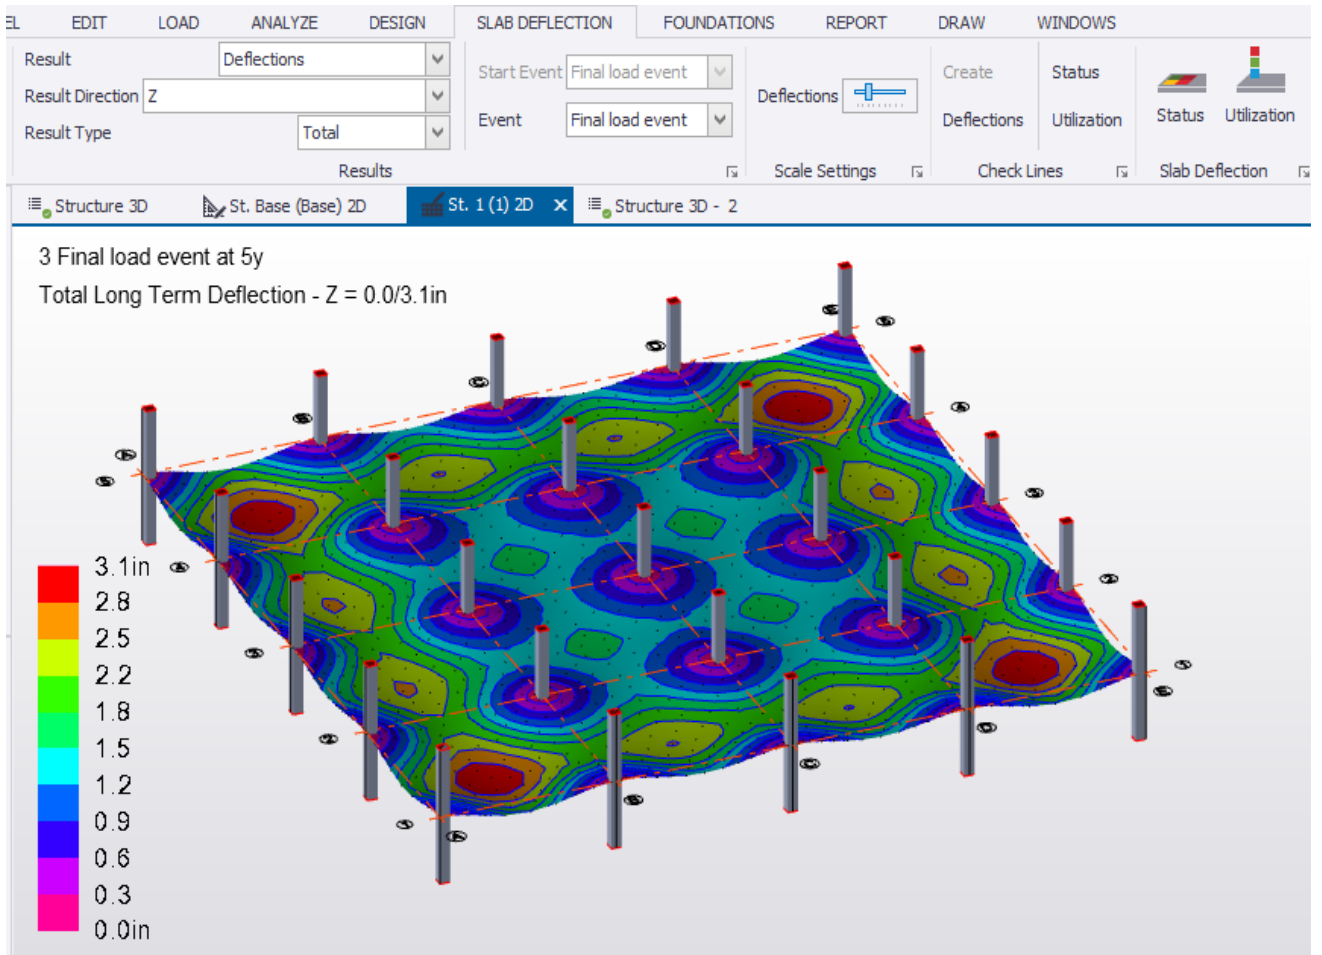 EL EDIT LOAD ANALYZE DESIGN SLAB DEFLECTION FOUNDATIONS REPORT DRAW WINDOWS
Result Deflections
Result Direction Z
Result Type Total
Results
Start Event Final load event
Event Final load event
Deflections
Scale Settings
Create
Deflections
Status
Utilization
Check Lines
Status Utilization
Slab Deflection
Structure 3D St. Base (Base) 2D St. 1 (1) 2D X Structure 3D - 2
3 Final load event at 5y
Total Long Term Deflection - Z = 0.0/3.1in
3.1in
2.8
2.5
2.2
1.8
1.5
1.2
0.9
0.6
0.3
0.0in